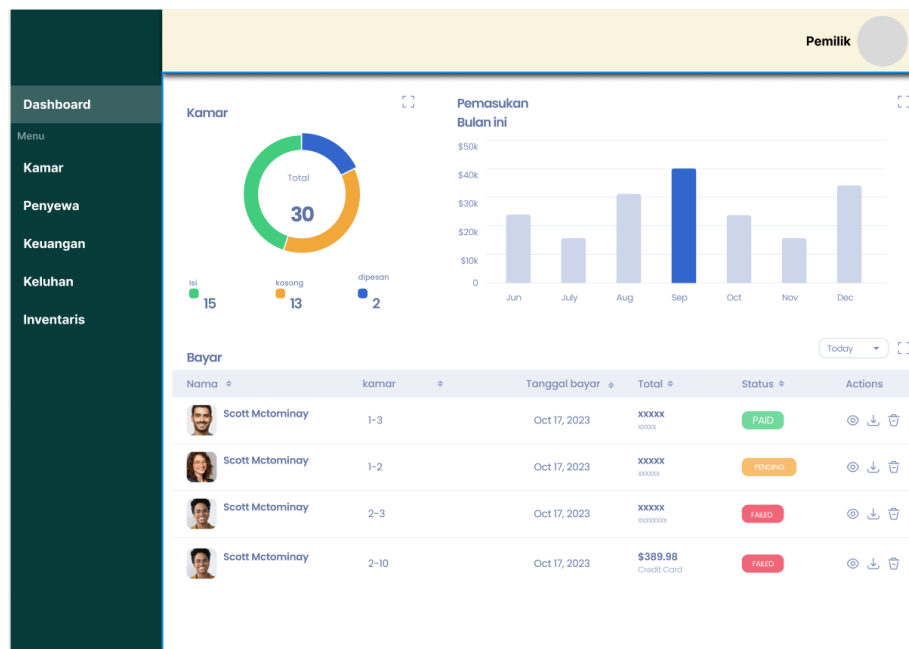 Pemilik
Dashboard
Menu
Kamar
Penyewa
Keuangan
Keluhan
Inventaris
Kamar
Total
30
Isi
15
kosong
13
dipesan
2
Pemasukan
Bulan ini
$50k
$40k
$30k
$20k
$10k
0
Jun July Aug Sep Oct Nov Dec
Bayar
Today
Nama kamar Tanggal bayar Total Status Actions
Scott Mctominay 1-3 Oct 17, 2023 xxxxx PAID
xxxxx
Scott Mctominay 1-2 Oct 17, 2023 xxxxx PENDING
xxxxxx
Scott Mctominay 2-3 Oct 17, 2023 xxxxx FAILED
xxxxxxxx
Scott Mctominay 2-10 Oct 17, 2023 $389.98 FAILED
Credit Card